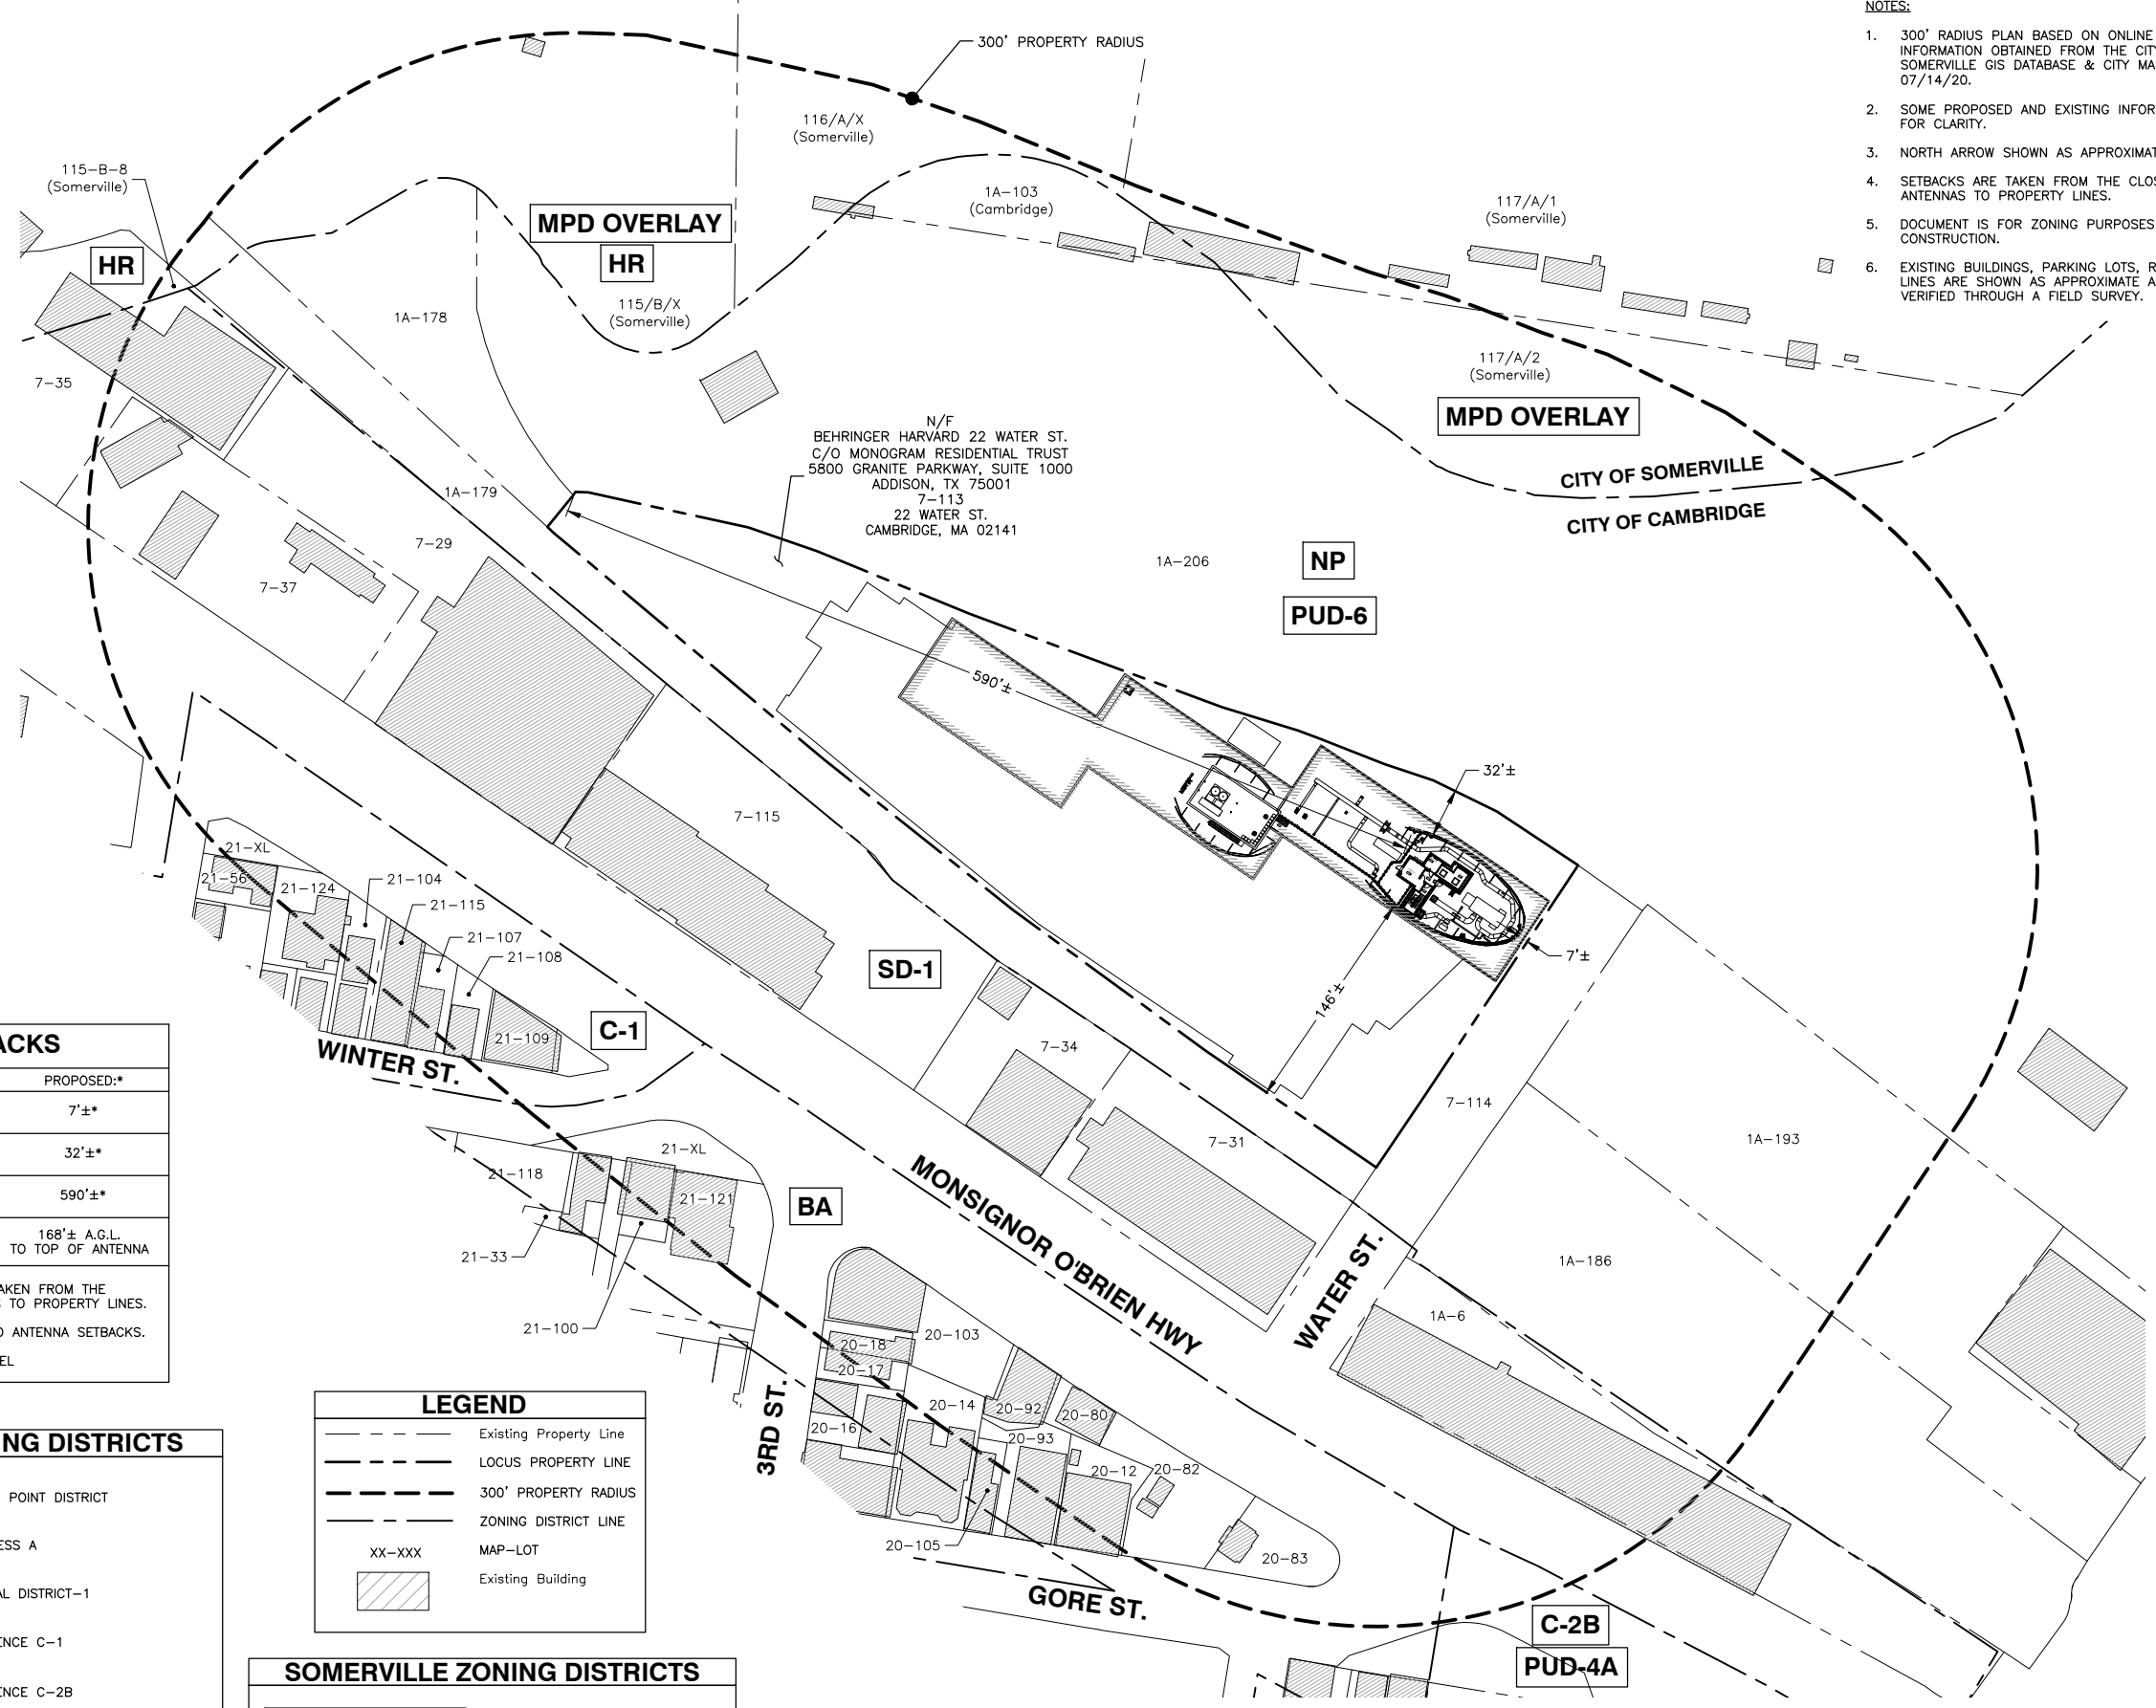 NOTES:
1. 300' RADIUS PLAN BASED ON ONLINE
INFORMATION OBTAINED FROM THE
SOMERVILLE GIS DATABASE & CITY
07/14/20.
2. SOME PROPOSED AND EXISTING
FOR CLARITY.
3. NORTH ARROW SHOWN AS
4. SETBACKS ARE TAKEN FROM THE
ANTENNAS TO PROPERTY LINES.
5. DOCUMENT IS FOR ZONING PURPOSES
CONSTRUCTION.
6. EXISTING BUILDINGS, PARKING LOTS,
LINES ARE SHOWN AS APPROXIMATE
VERIFIED THROUGH A FIELD SURVEY.
300' PROPERTY RADIUS
116/A/X
(Somerville)
115-B-8
(Somerville)
1A-103
(Cambridge)
117/A/1
(Somerville)
MPD OVERLAY
HR
HR
115/B/X
(Somerville)
1A-178
7-35
117/A/2
(Somerville)
MPD OVERLAY
N/F
BEHRINGER HARVARD 22 WATER ST.
C/O MONOGRAM RESIDENTIAL TRUST
5800 GRANITE PARKWAY, SUITE 1000
ADDISON, TX 75001
7-113
22 WATER ST.
CAMBRIDGE, MA 02141
CITY OF SOMERVILLE
CITY OF CAMBRIDGE
1A-179
7-29
7-37
1A-206
NP
PUD-6
590'±
32'±
7-115
21-XL
21-56
21-124
21-104
21-115
21-107
21-108
21-109
7'±
146'±
SD-1
C-1
WINTER ST.
7-34
7-114
7-31
1A-193
21-XL
21-118
21-121
21-33
21-100
BA
MONSIGNOR O'BRIEN HWY
WATER ST.
1A-186
1A-6
3RD ST.
20-103
20-18
20-17
20-14
20-16
20-92
20-80
20-93
20-12
20-82
20-105
20-83
GORE ST.
C-2B
PUD-4A
PROPOSED:*
7'±*
32'±*
590'±*
168'± A.G.L.
TO TOP OF ANTENNA
FROM THE
TO PROPERTY LINES.
ANTENNA SETBACKS.
DISTRICTS
POINT DISTRICT
A
DISTRICT-1
C-1
C-2B
LEGEND
Existing Property Line
LOCUS PROPERTY LINE
300' PROPERTY RADIUS
ZONING DISTRICT LINE
XX-XXX MAP-LOT
Existing Building
SOMERVILLE ZONING DISTRICTS